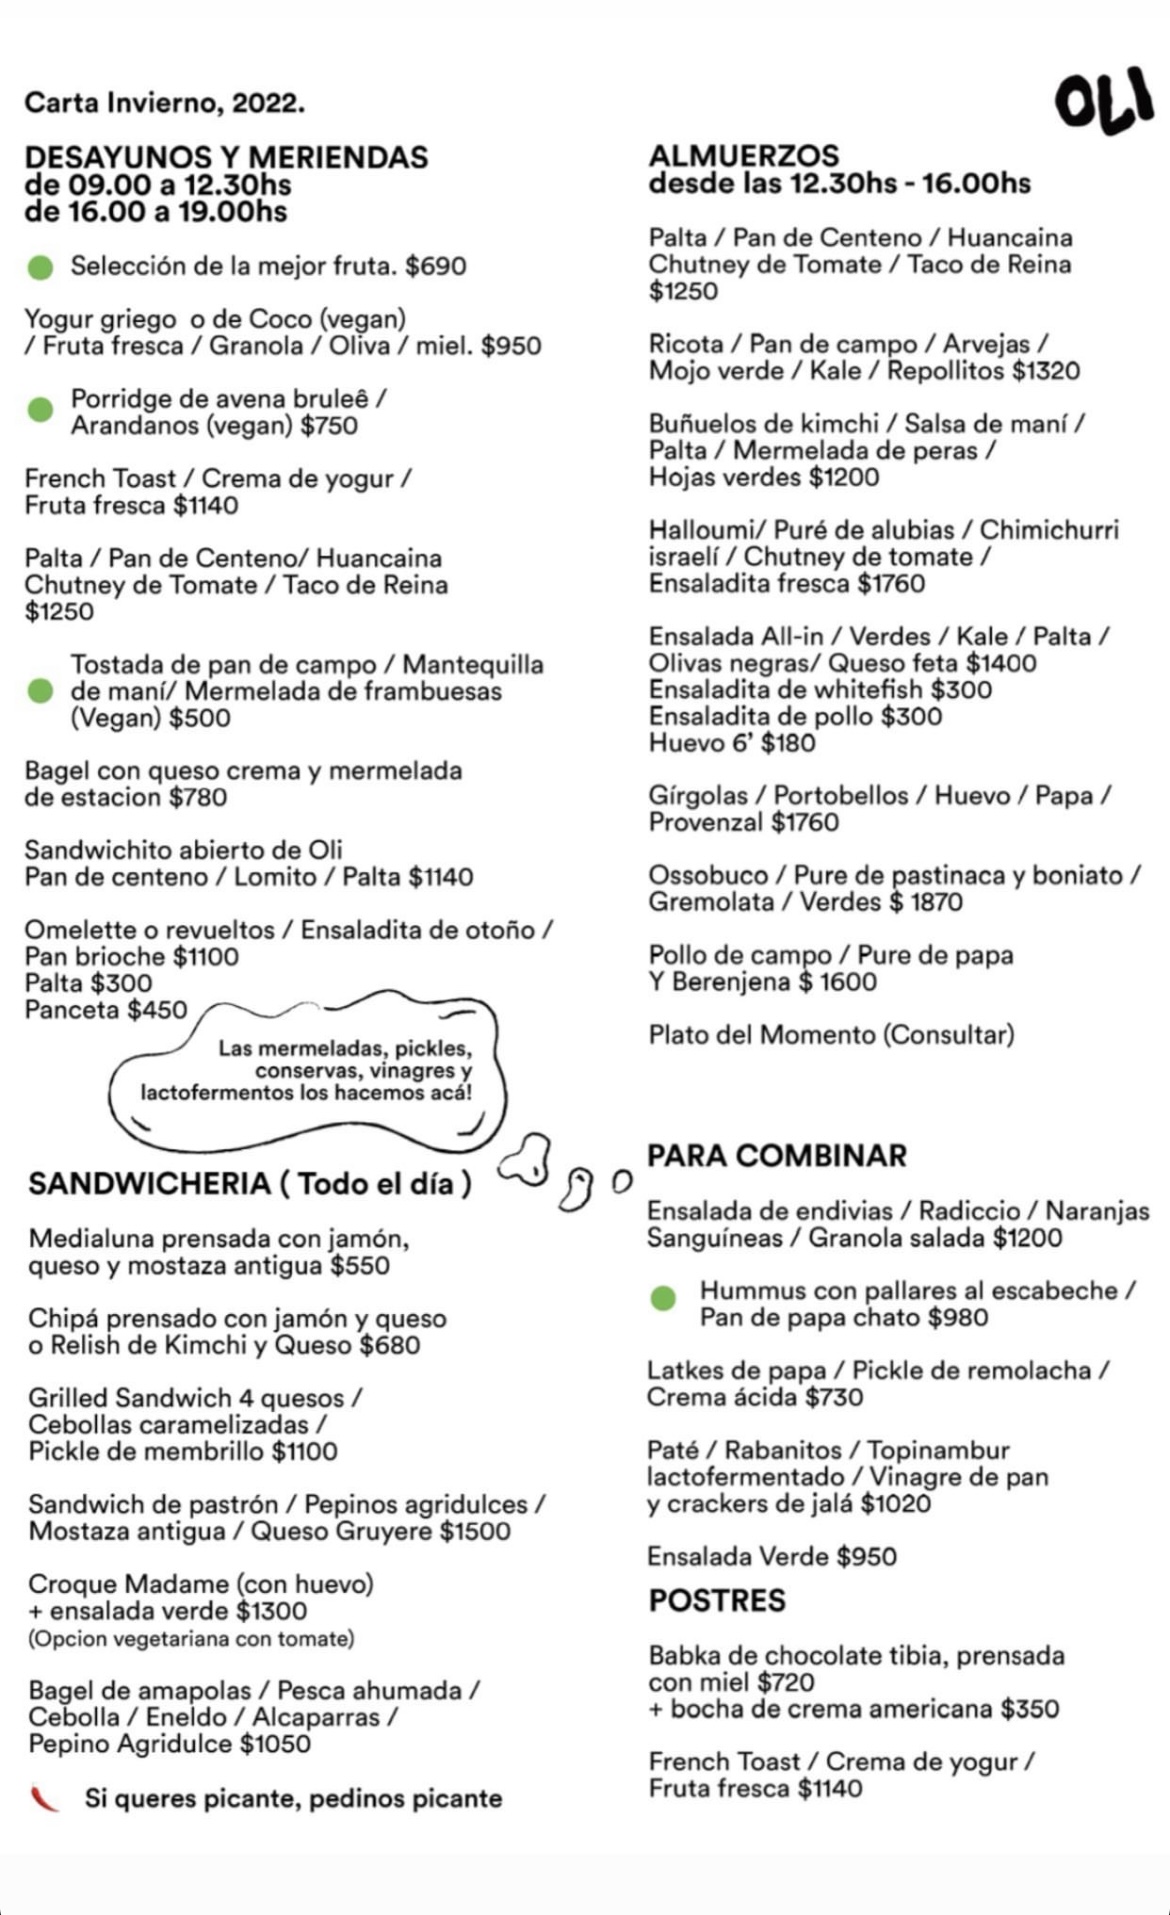 OLI
Carta Invierno, 2022.
DESAYUNOS Y MERIENDAS
de 09.00 a 12.30hs
de 16.00 a 19.00hs
Selección de la mejor fruta. $690
Yogur griego o de Coco (vegan)
/ Fruta fresca / Granola / Oliva / miel. $950
Porridge de avena bruleê /
Arandanos (vegan) $750
French Toast / Crema de yogur /
Fruta fresca $1140
Palta / Pan de Centeno/ Huancaina
Chutney de Tomate / Taco de Reina
$1250
Tostada de pan de campo / Mantequilla
de maní/ Mermelada de frambuesas
(Vegan) $500
Bagel con queso crema y mermelada
de estacion $780
Sandwichito abierto de Oli
Pan de centeno / Lomito / Palta $1140
Omelette o revueltos / Ensaladita de otoño /
Pan brioche $1100
Palta $300
Panceta $450
Las mermeladas, pickles,
conservas, vinagres y
lactofermentos los hacemos acá!
SANDWICHERIA ( Todo el día )
Medialuna prensada con jamón,
queso y mostaza antigua $550
Chipá prensado con jamón y queso
o Relish de Kimchi y Queso $680
Grilled Sandwich 4 quesos /
Cebollas caramelizadas /
Pickle de membrillo $1100
Sandwich de pastrón / Pepinos agridulces /
Mostaza antigua / Queso Gruyere $1500
Croque Madame (con huevo)
+ ensalada verde $1300
(Opcion vegetariana con tomate)
Bagel de amapolas / Pesca ahumada /
Cebolla / Eneldo / Alcaparras /
Pepino Agridulce $1050
Si queres picante, pedinos picante
ALMUERZOS
desde las 12.30hs - 16.00hs
Palta / Pan de Centeno / Huancaina
Chutney de Tomate / Taco de Reina
$1250
Ricota / Pan de campo / Arvejas /
Mojo verde / Kale / Repollitos $1320
Buñuelos de kimchi / Salsa de maní /
Palta / Mermelada de peras /
Hojas verdes $1200
Halloumi/ Puré de alubias / Chimichurri
israelí / Chutney de tomate /
Ensaladita fresca $1760
Ensalada All-in / Verdes / Kale / Palta /
Olivas negras/ Queso feta $1400
Ensaladita de whitefish $300
Ensaladita de pollo $300
Huevo 6’ $180
Gírgolas / Portobellos / Huevo / Papa /
Provenzal $1760
Ossobuco / Pure de pastinaca y boniato /
Gremolata / Verdes $ 1870
Pollo de campo / Pure de papa
Y Berenjena $ 1600
Plato del Momento (Consultar)
PARA COMBINAR
Ensalada de endivias / Radiccio / Naranjas
Sanguíneas / Granola salada $1200
Hummus con pallares al escabeche /
Pan de papa chato $980
Latkes de papa / Pickle de remolacha /
Crema ácida $730
Paté / Rabanitos / Topinambur
lactofermentado / Vinagre de pan
y crackers de jalá $1020
Ensalada Verde $950
POSTRES
Babka de chocolate tibia, prensada
con miel $720
+ bocha de crema americana $350
French Toast / Crema de yogur /
Fruta fresca $1140